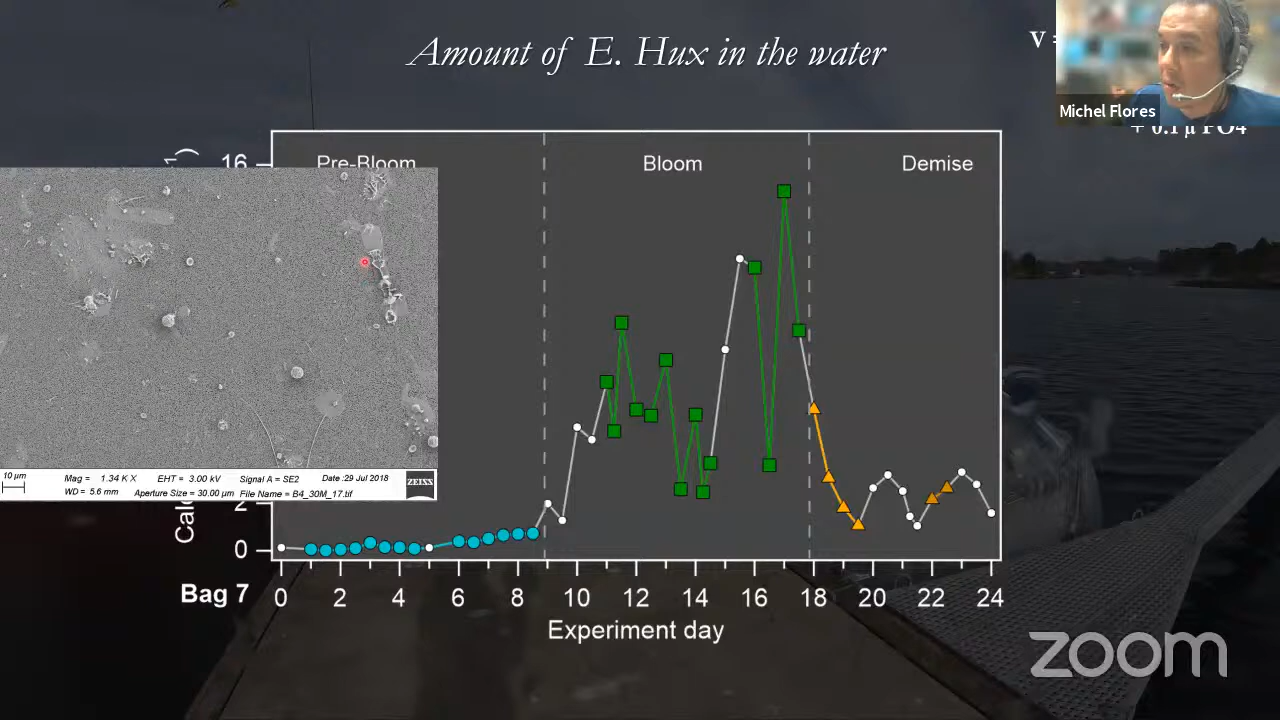 Amount of E. Hux in the water
V =
Michel Flores
+ 0.1 µ PO4
16
Pre-Bloom
Bloom
Demise
10 µm
Mag = 1.34 K X
EHT = 3.00 kV
Signal A = SE2
Date :29 Jul 2018
WD = 5.6 mm
Aperture Size = 30.00 µm
File Name = B4_30M_17.tif
ZEISS
2
0
Bag 7
0 2 4 6 8 10 12 14 16 18 20 22 24
Experiment day
zoom